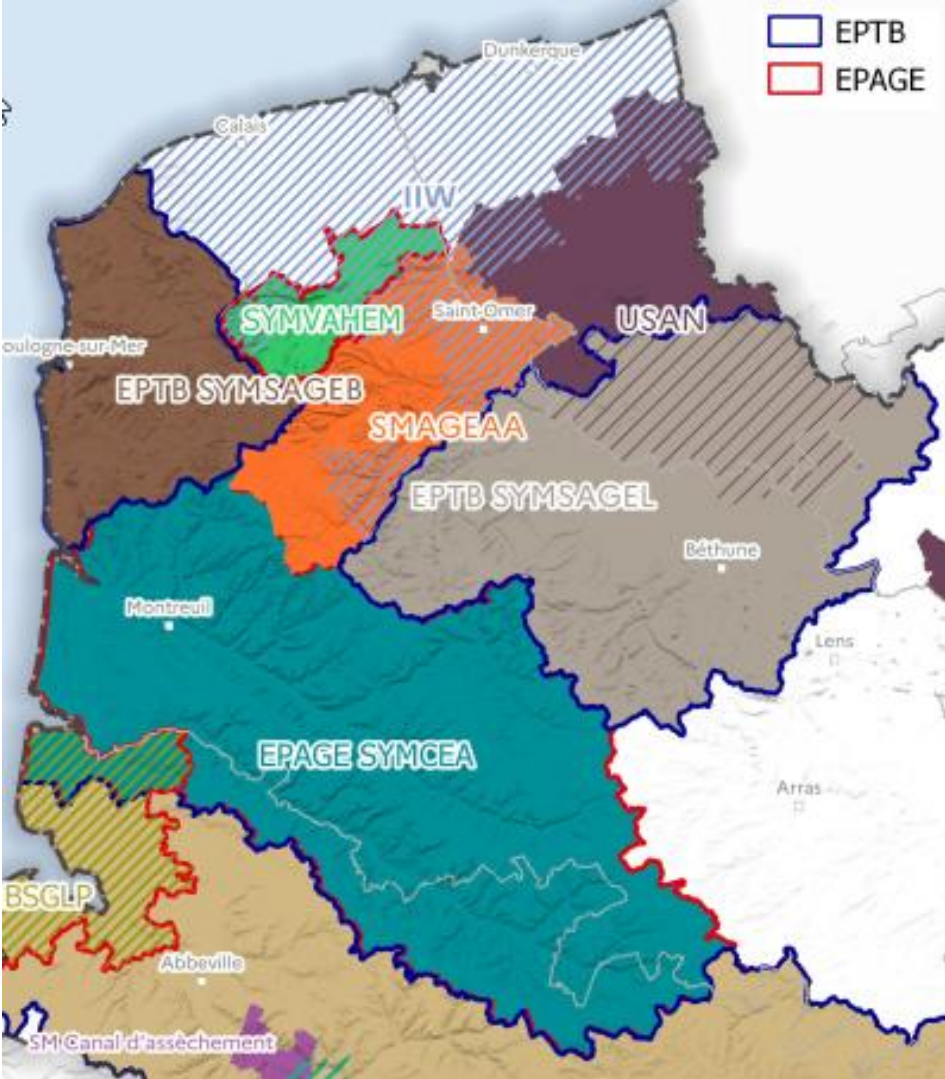 EPTB
EPAGE
Dunkerque
Calais
IIW
SYMVAHEM
Saint-Omer
USAN
oulogne-sur-Mer
EPTB SYMSAGEB
SMAGEAA
EPTB SYMSAGEL
Béthune
Montreuil
Lens
EPAGE SYMCEA
Arras
BSGLP
Abbeville
SM Canal d'assèchement